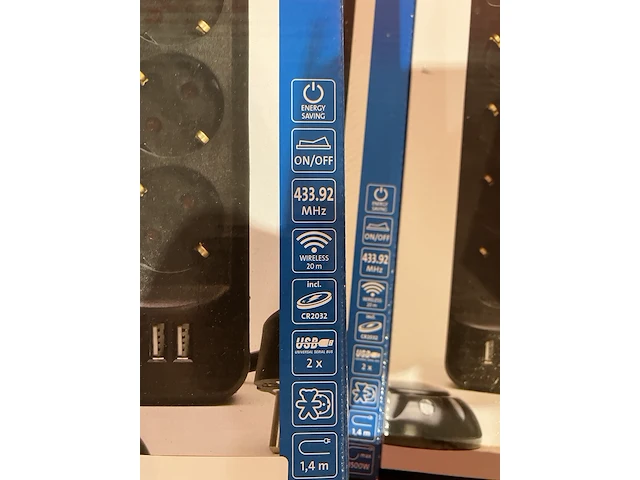 ENERGY
SAVING
ON/OFF
433.92
MHz
WIRELESS
20 m
incl.
CR2032
USB
UNIVERSAL SERIAL BUS
2 x
1,4 m
ENERGY
SAVING
ON/OFF
433.92
MHz
WIRELESS
20 m
incl.
CR2032
USB
2 x
1,4 m
max
3500W